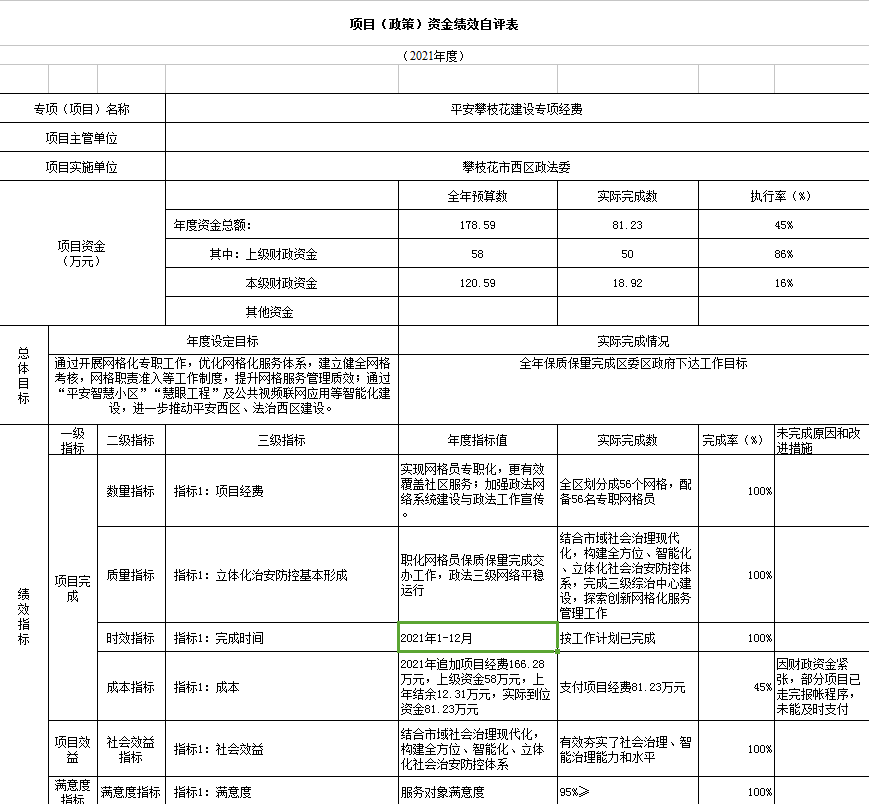 项目（政策）资金绩效自评表
（2021年度）
专项（项目）名称
平安攀枝花建设专项经费
项目主管单位
项目实施单位
攀枝花市西区政法委
项目资金
（万元）
全年预算数
实际完成数
执行率（%）
年度资金总额：
178.59
81.23
45%
其中：上级财政资金
58
50
86%
本级财政资金
120.59
18.92
16%
其他资金
总
体
目
标
年度设定目标
实际完成情况
通过开展网格化专职工作，优化网格化服务体系，建立健全网格
考核，网格职责准入等工作制度，提升网格服务管理质效；通过
“平安智慧小区”“慧眼工程”及公共视频联网应用等智能化建
设，进一步推动平安西区、法治西区建设。
全年保质保量完成区委区政府下达工作目标
绩
效
指
标
一级
指标
二级指标
三级指标
年度指标值
实际完成数
完成率（%）
未完成原因和改
进措施
项目完
成
数量指标
指标1：项目经费
实现网格员专职化，更有效
覆盖社区服务；加强政法网
络系统建设与政法工作宣传
。
全区划分成56个网格，配
备56名专职网格员
100%
质量指标
指标1：立体化治安防控基本形成
职化网格员保质保量完成交
办工作，政法三级网络平稳
运行
结合市域社会治理现代
化，构建全方位、智能化
、立体化社会治安防控体
系，完成三级综治中心建
设，探索创新网格化服务
管理工作
100%
时效指标
指标1：完成时间
2021年1-12月
按工作计划已完成
100%
成本指标
指标1：成本
2021年追加项目经费166.28
万元，上级资金58万元，上
年结余12.31万元，实际到位
资金81.23万元
支付项目经费81.23万元
45%
因财政资金紧
张，部分项目已
走完报帐程序，
未能及时支付
项目效
益
社会效益
指标
指标1：社会效益
结合市域社会治理现代化，
构建全方位、智能化、立体
化社会治安防控体系
有效夯实了社会治理、智
能治理能力和水平
100%
满意度
指标
满意度指标
指标1：满意度
服务对象满意度
95%≥
100%